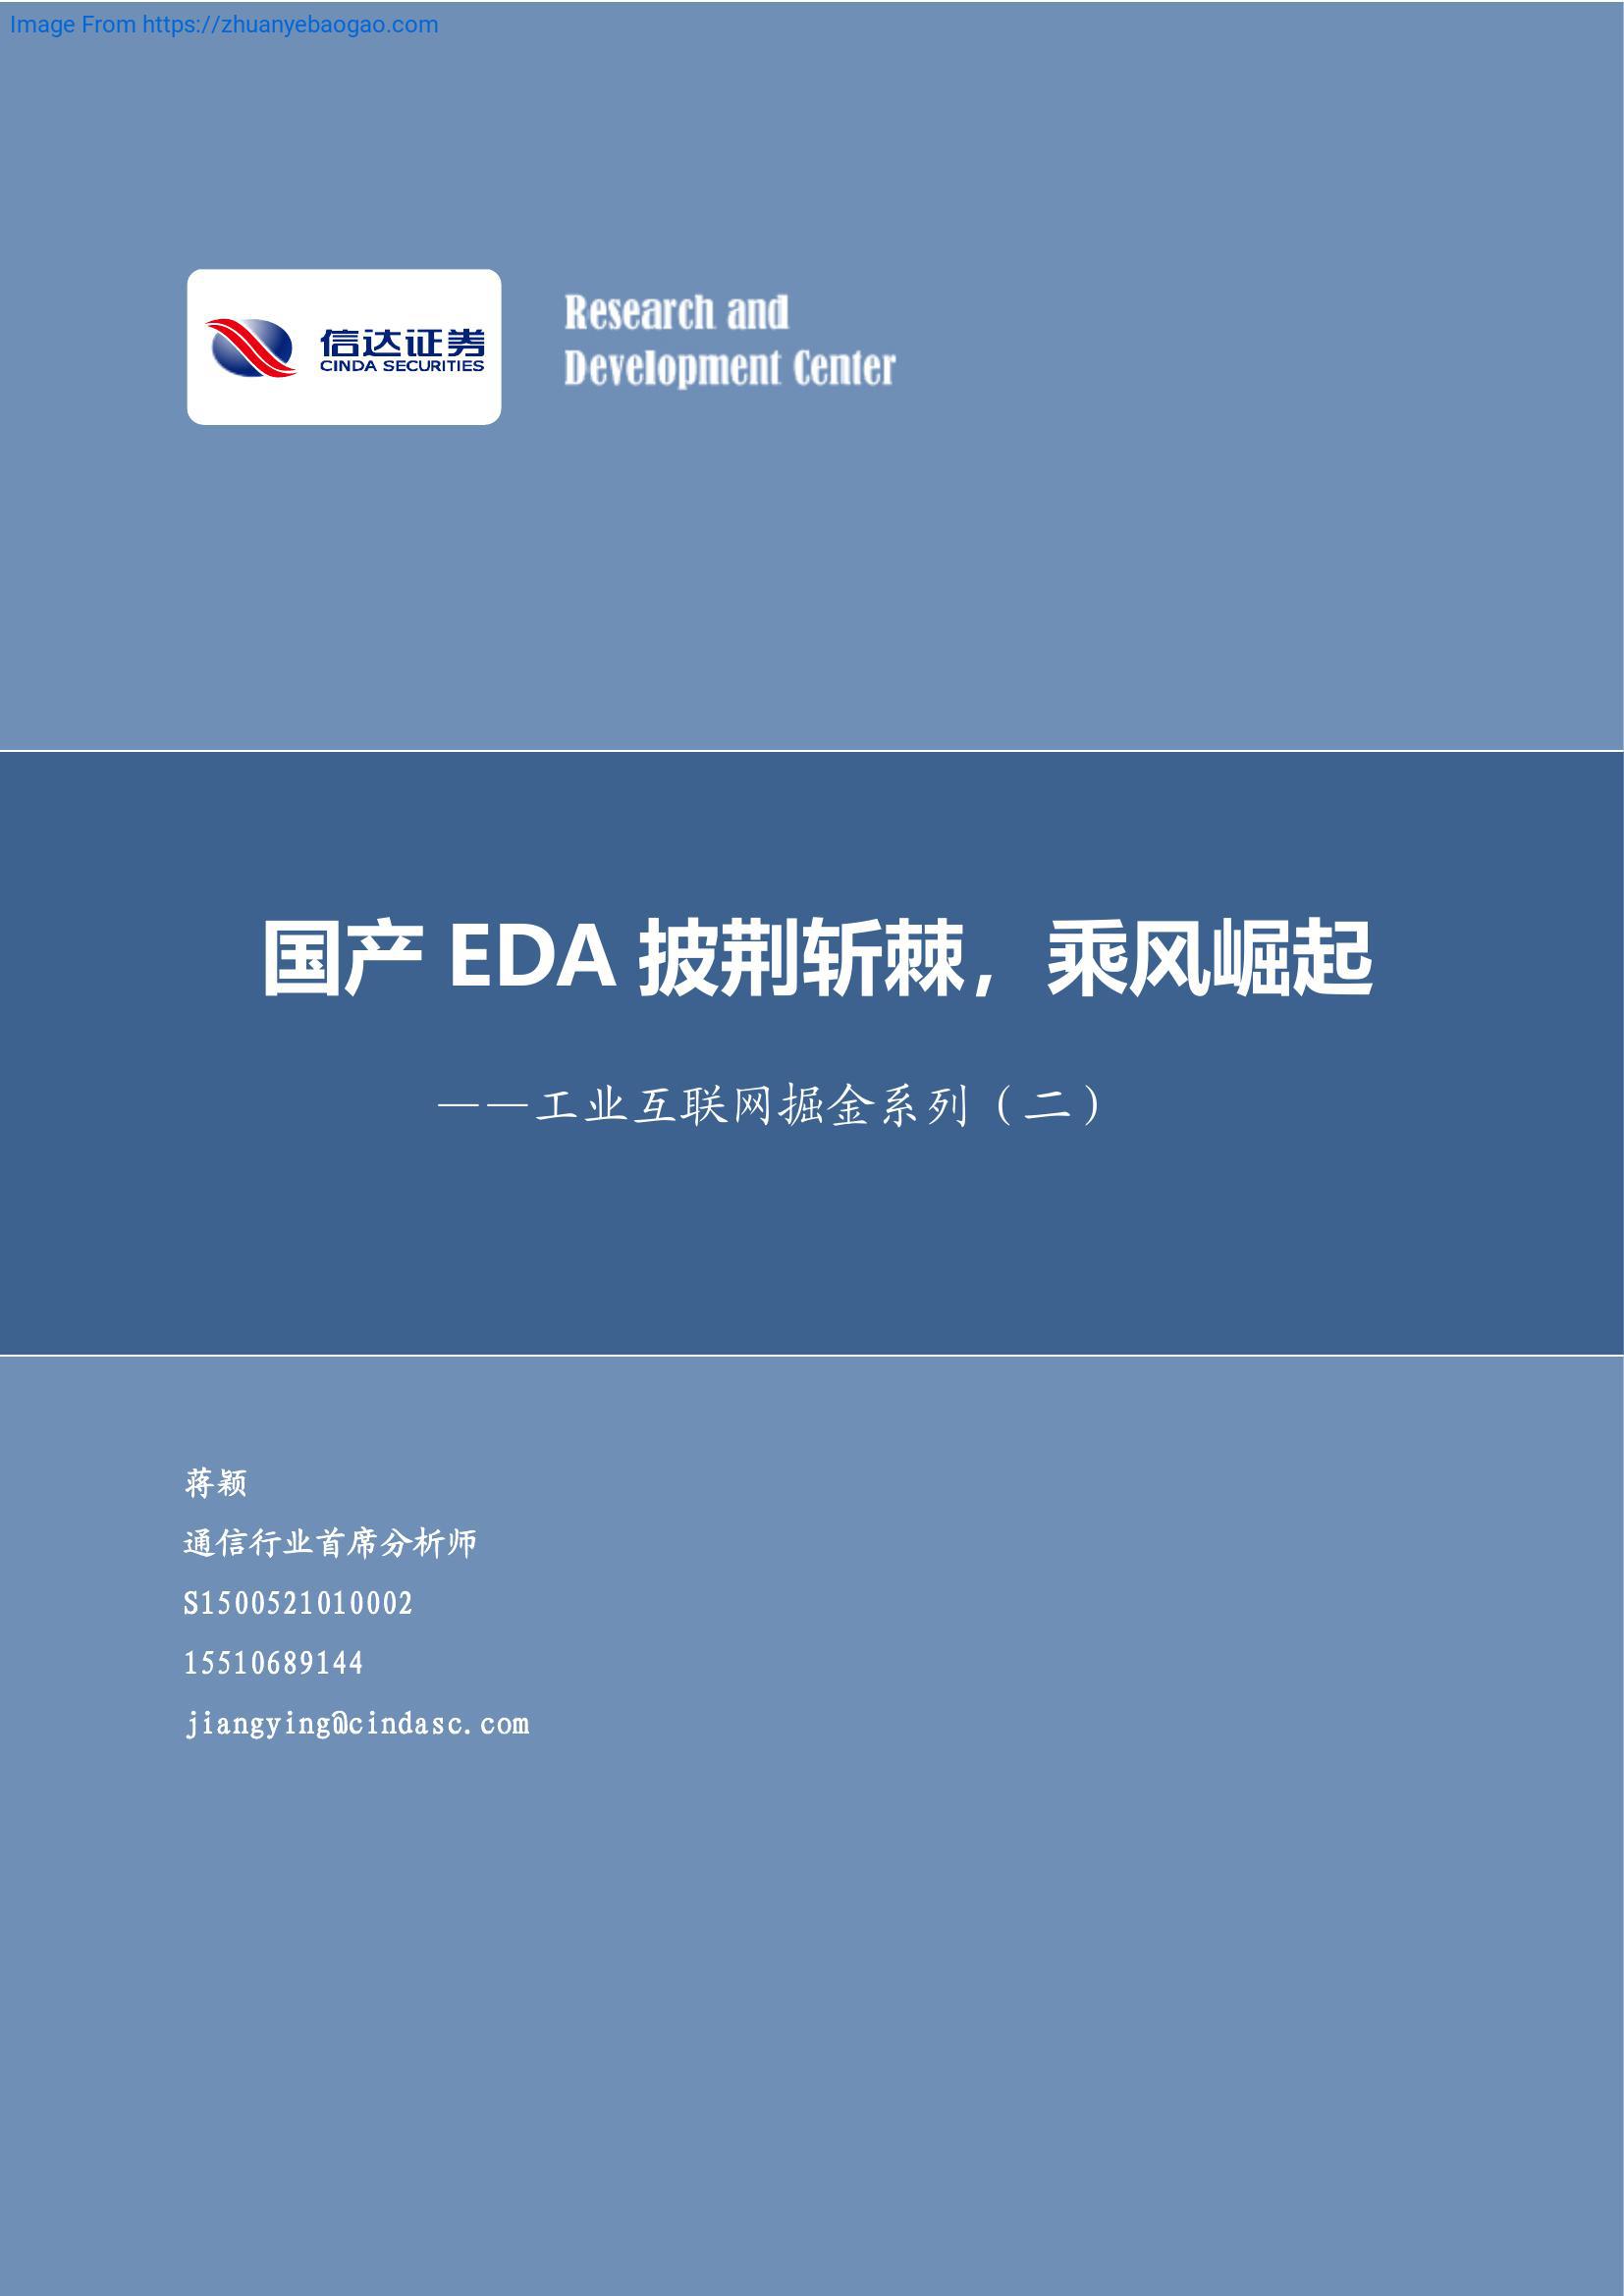 Image From https://zhuanyebaogao.com
信达证券
CINDA SECURITIES
Research and
Development Center
国产 EDA 披荆斩棘，乘风崛起
——工业互联网掘金系列（二）
蒋颖
通信行业首席分析师
S1500521010002
15510689144
jiangying@cindasc.com